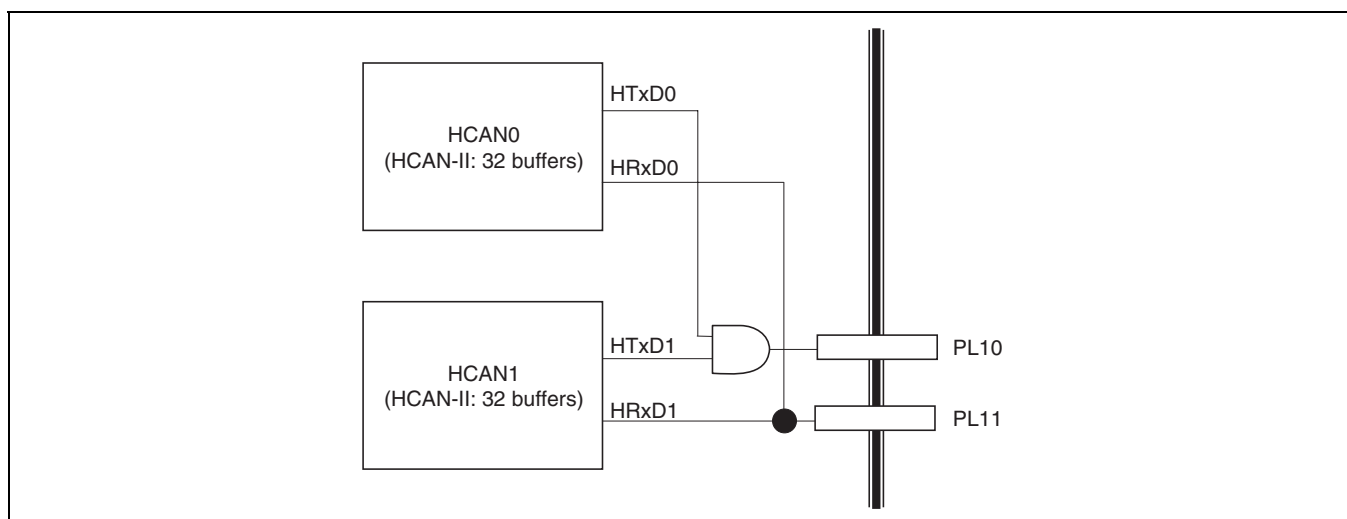 HTxD0
HCAN0
(HCAN-II: 32 buffers)
HRxD0
HTxD1
PL10
HCAN1
(HCAN-II: 32 buffers)
HRxD1
PL11